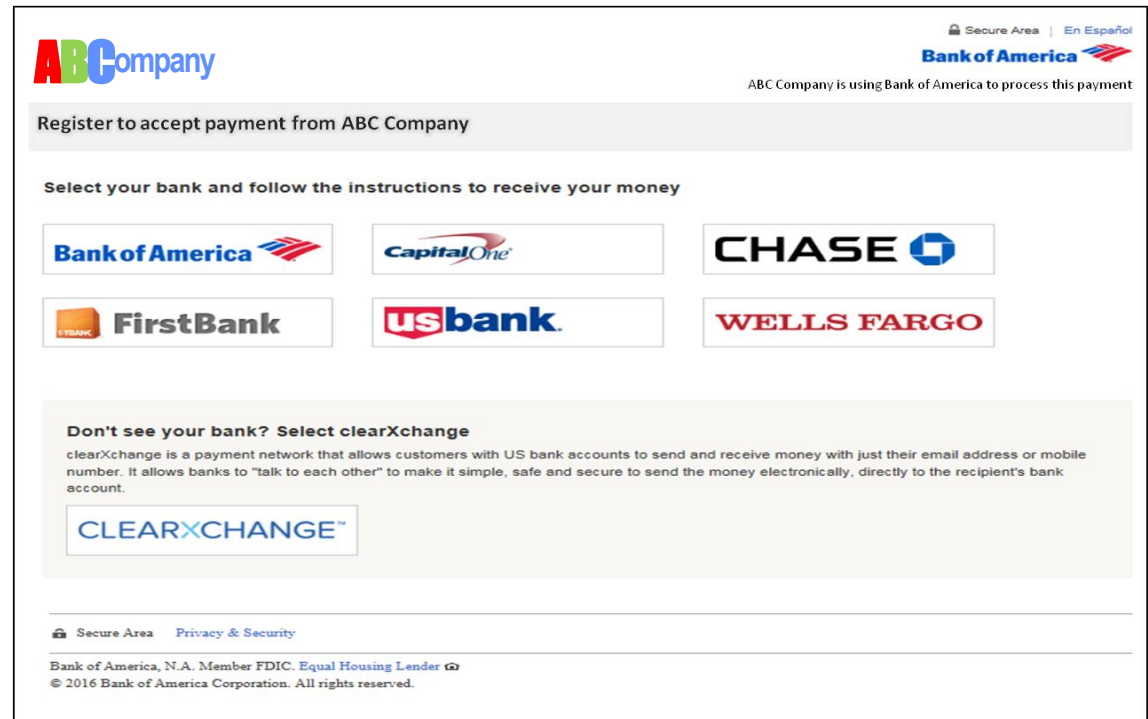 Secure Area | En Español
ABCompany
Bank of America
ABC Company is using Bank of America to process this payment
Register to accept payment from ABC Company
Select your bank and follow the instructions to receive your money
Bank of America
Capital One
CHASE
1STBANK FirstBank
usbank.
WELLS FARGO
Don't see your bank? Select clearXchange
clearXchange is a payment network that allows customers with US bank accounts to send and receive money with just their email address or mobile
number. It allows banks to "talk to each other" to make it simple, safe and secure to send the money electronically, directly to the recipient's bank
account.
CLEARXCHANGE™
Secure Area Privacy & Security
Bank of America, N.A. Member FDIC. Equal Housing Lender
© 2016 Bank of America Corporation. All rights reserved.